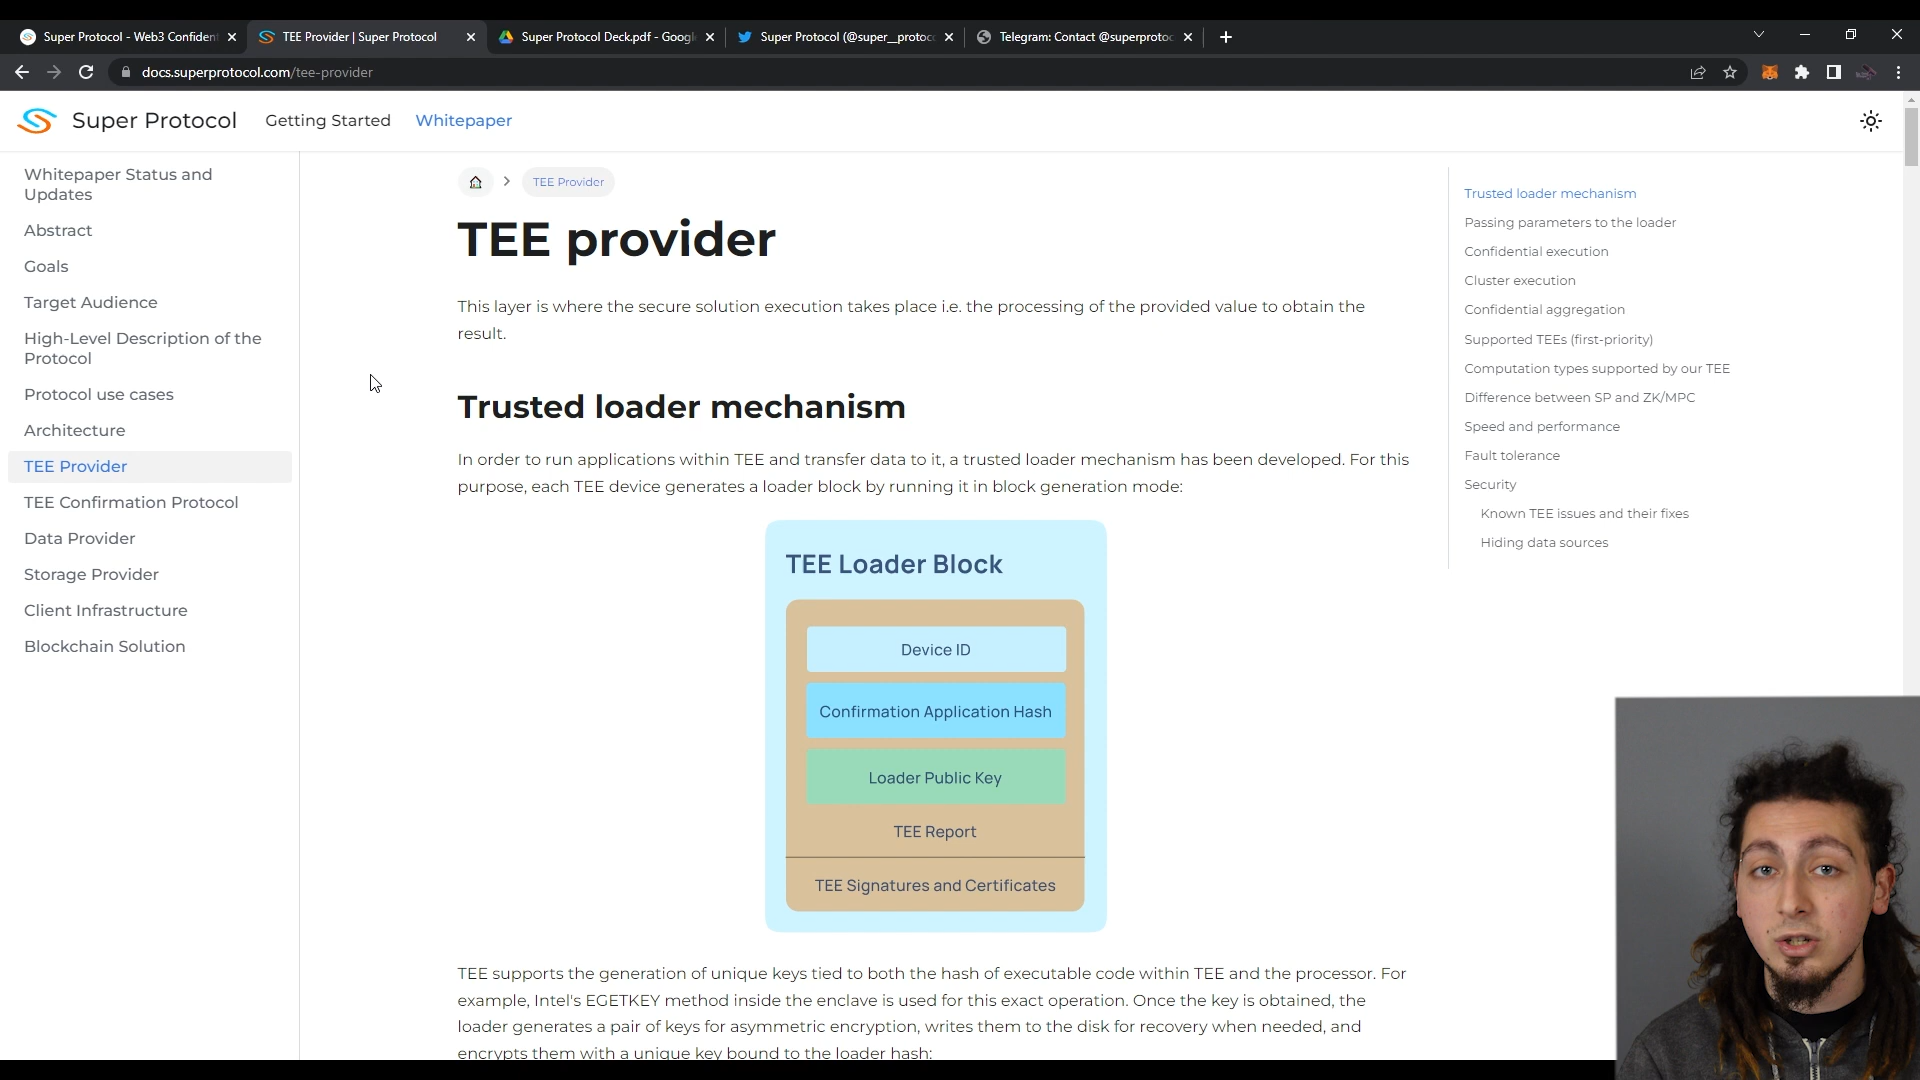 Super Protocol - Web3 Confident
TEE Provider | Super Protocol
Super Protocol Deck.pdf - Googl
Super Protocol (@super__protoc
Telegram: Contact @superprotoc
docs.superprotocol.com/tee-provider
Super Protocol
Getting Started
Whitepaper
Whitepaper Status and
Updates
Abstract
Goals
Target Audience
High-Level Description of the
Protocol
Protocol use cases
Architecture
TEE Provider
TEE Confirmation Protocol
Data Provider
Storage Provider
Client Infrastructure
Blockchain Solution
TEE Provider
TEE provider
This layer is where the secure solution execution takes place i.e. the processing of the provided value to obtain the
result.
Trusted loader mechanism
In order to run applications within TEE and transfer data to it, a trusted loader mechanism has been developed. For this
purpose, each TEE device generates a loader block by running it in block generation mode:
TEE Loader Block
Device ID
Confirmation Application Hash
Loader Public Key
TEE Report
TEE Signatures and Certificates
TEE supports the generation of unique keys tied to both the hash of executable code within TEE and the processor. For
example, Intel's EGETKEY method inside the enclave is used for this exact operation. Once the key is obtained, the
loader generates a pair of keys for asymmetric encryption, writes them to the disk for recovery when needed, and
encrypts them with a unique key bound to the loader hash:
Trusted loader mechanism
Passing parameters to the loader
Confidential execution
Cluster execution
Confidential aggregation
Supported TEEs (first-priority)
Computation types supported by our TEE
Difference between SP and ZK/MPC
Speed and performance
Fault tolerance
Security
Known TEE issues and their fixes
Hiding data sources